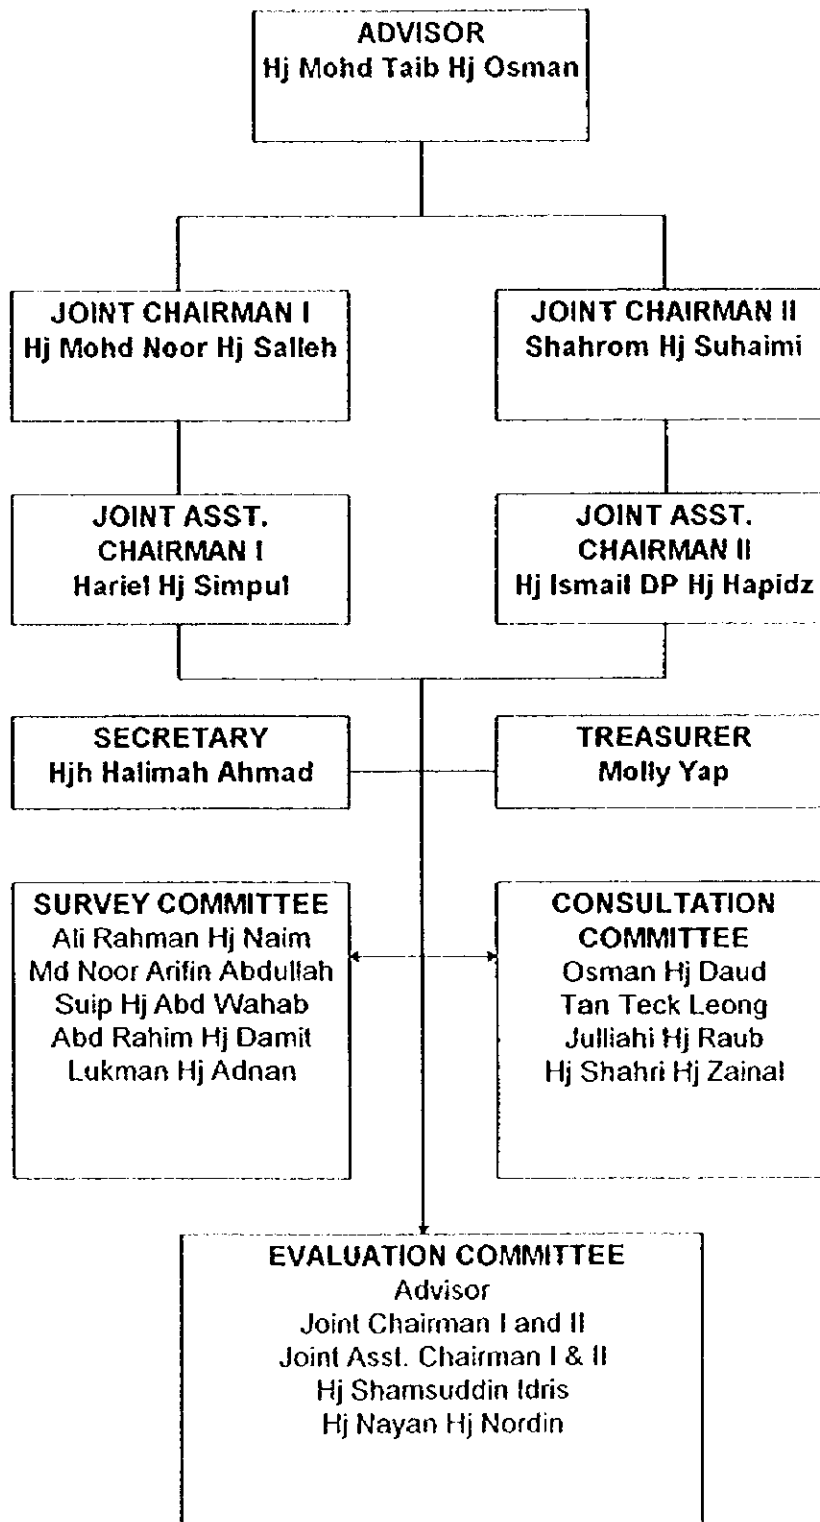 ADVISOR
Hj Mohd Taib Hj Osman
JOINT CHAIRMAN I
Hj Mohd Noor Hj Salleh
JOINT CHAIRMAN II
Shahrom Hj Suhaimi
JOINT ASST.
CHAIRMAN I
Hariel Hj Simpul
JOINT ASST.
CHAIRMAN II
Hj Ismail DP Hj Hapidz
SECRETARY
Hjh Halimah Ahmad
TREASURER
Molly Yap
SURVEY COMMITTEE
Ali Rahman Hj Naim
Md Noor Arifin Abdullah
Suip Hj Abd Wahab
Abd Rahim Hj Damit
Lukman Hj Adnan
CONSULTATION
COMMITTEE
Osman Hj Daud
Tan Teck Leong
Julliahi Hj Raub
Hj Shahri Hj Zainal
EVALUATION COMMITTEE
Advisor
Joint Chairman I and II
Joint Asst. Chairman I & II
Hj Shamsuddin Idris
Hj Nayan Hj Nordin